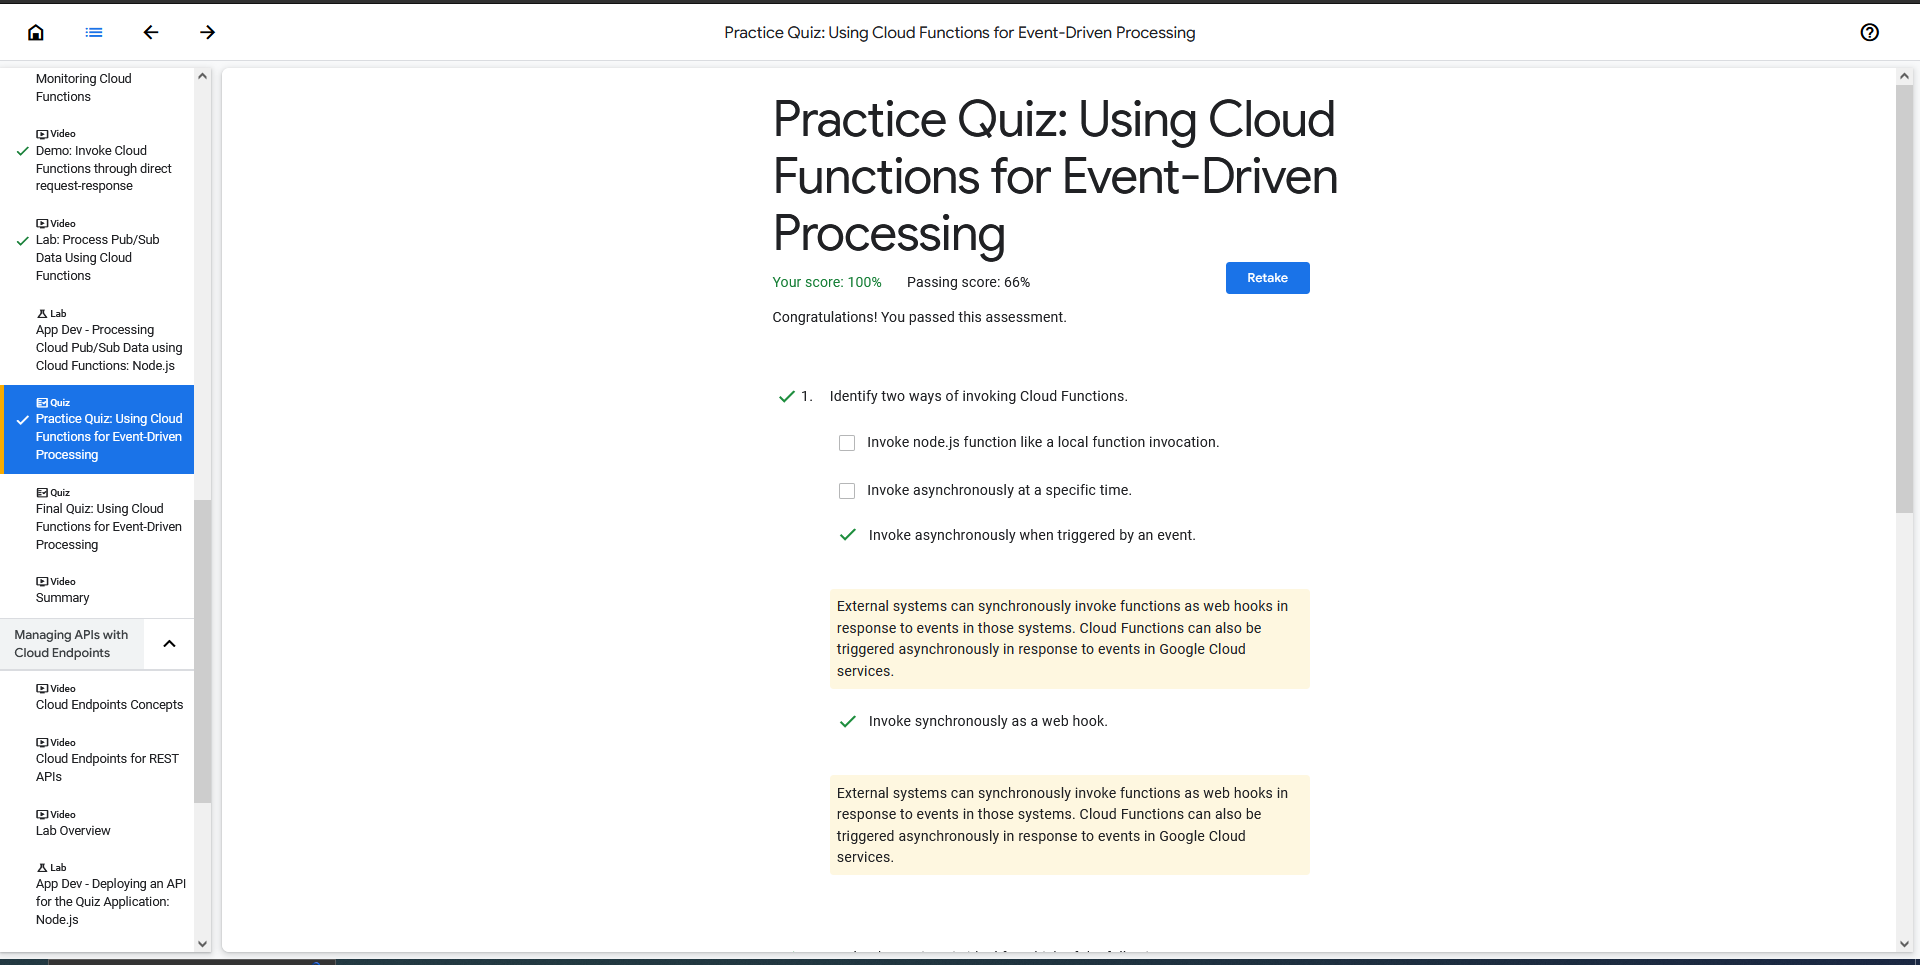 Practice Quiz: Using Cloud Functions for Event-Driven Processing
Monitoring Cloud
Functions
Video
Demo: Invoke Cloud
Functions through direct
request-response
Video
Lab: Process Pub/Sub
Data Using Cloud
Functions
Lab
App Dev - Processing
Cloud Pub/Sub Data using
Cloud Functions: Node.js
Quiz
Practice Quiz: Using Cloud
Functions for Event-Driven
Processing
Quiz
Final Quiz: Using Cloud
Functions for Event-Driven
Processing
Video
Summary
Managing APIs with
Cloud Endpoints
Video
Cloud Endpoints Concepts
Video
Cloud Endpoints for REST
APIs
Video
Lab Overview
Lab
App Dev - Deploying an API
for the Quiz Application:
Node.js
Practice Quiz: Using Cloud
Functions for Event-Driven
Processing
Your score: 100% Passing score: 66%
Retake
Congratulations! You passed this assessment.
1. Identify two ways of invoking Cloud Functions.
Invoke node.js function like a local function invocation.
Invoke asynchronously at a specific time.
Invoke asynchronously when triggered by an event.
External systems can synchronously invoke functions as web hooks in
response to events in those systems. Cloud Functions can also be
triggered asynchronously in response to events in Google Cloud
services.
Invoke synchronously as a web hook.
External systems can synchronously invoke functions as web hooks in
response to events in those systems. Cloud Functions can also be
triggered asynchronously in response to events in Google Cloud
services.